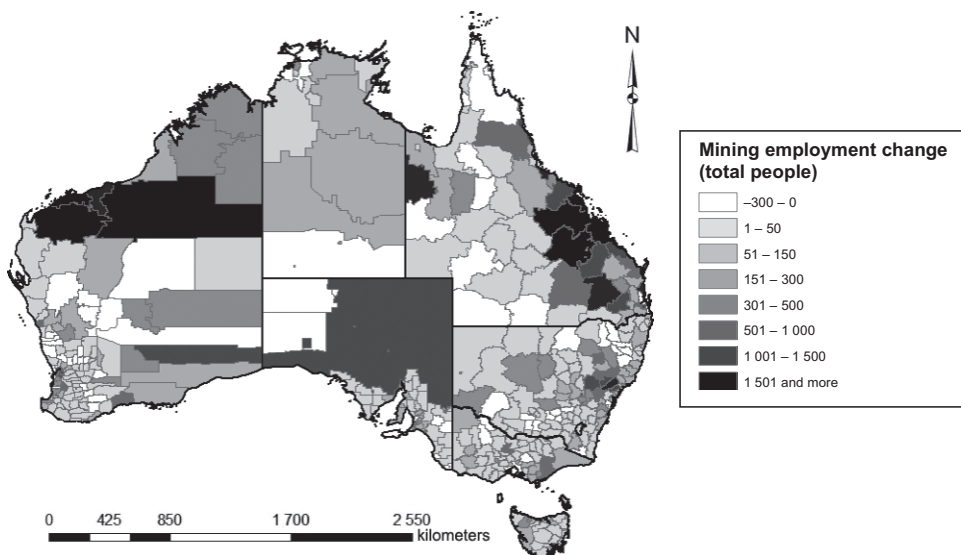 N
Mining employment change
(total people)
–300 – 0
1 – 50
51 – 150
151 – 300
301 – 500
501 – 1 000
1 001 – 1 500
1 501 and more
0 425 850 1 700 2 550
kilometers